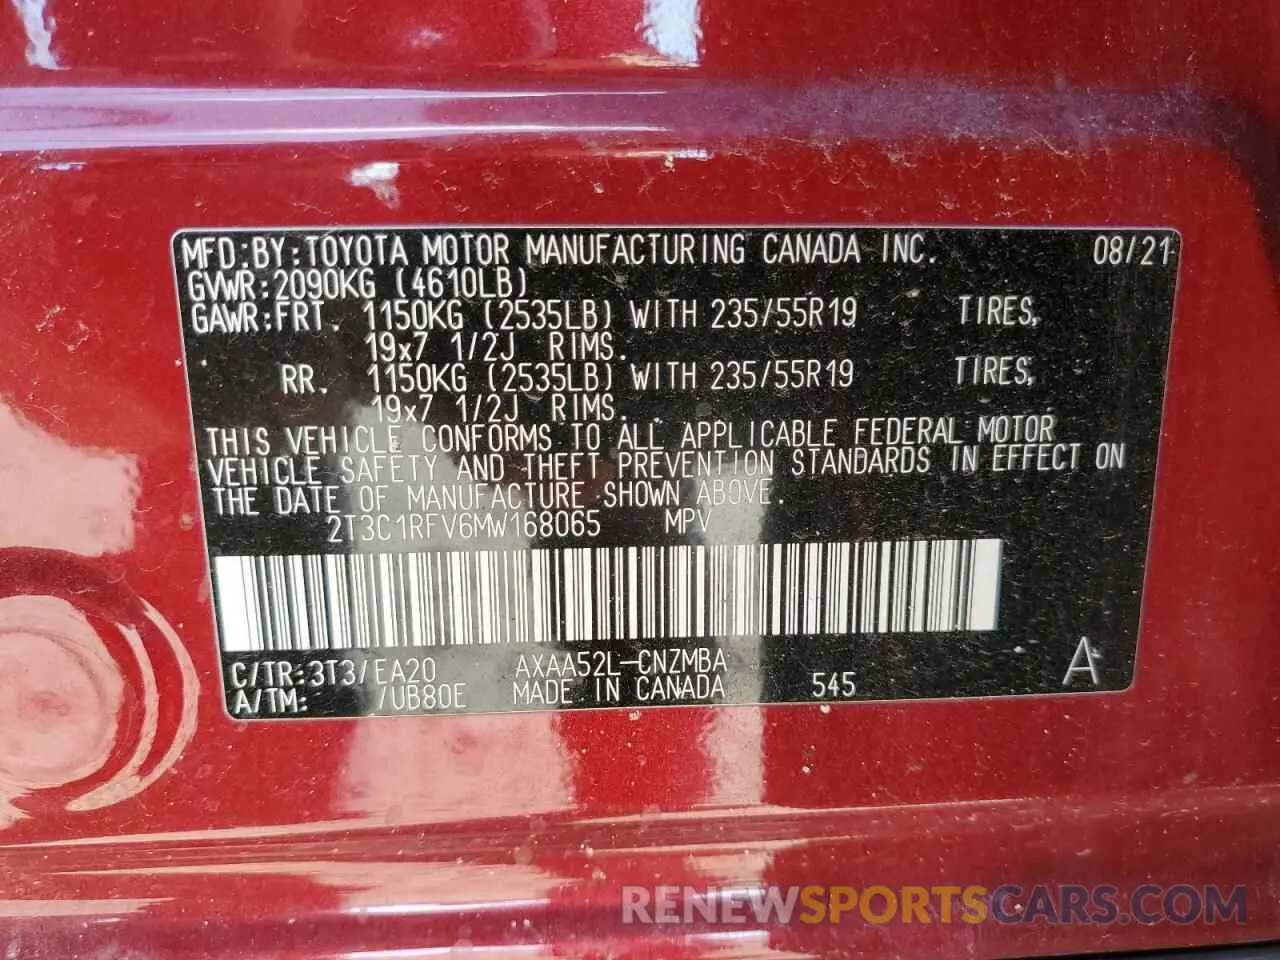 MFD.BY:TOYOTA MOTOR MANUFACTURING CANADA INC. 08/21
GVWR:2090KG (4610LB)
GAWR:FRT. 1150KG (2535LB) WITH 235/55R19 TIRES,
19x7 1/2J RIMS.
RR. 1150KG (2535LB) WITH 235/55R19 TIRES,
19x7 1/2J RIMS.
THIS VEHICLE CONFORMS TO ALL APPLICABLE FEDERAL MOTOR
VEHICLE SAFETY AND THEFT PREVENTION STANDARDS IN EFFECT ON
THE DATE OF MANUFACTURE SHOWN ABOVE.
2T3C1RFV6MW168065 MPV
C/TR:3T3/EA20 AXAA52L-CNZMBA A
A/TM: /UB80E MADE IN CANADA 545
RENEWSPORTSCARS.COM